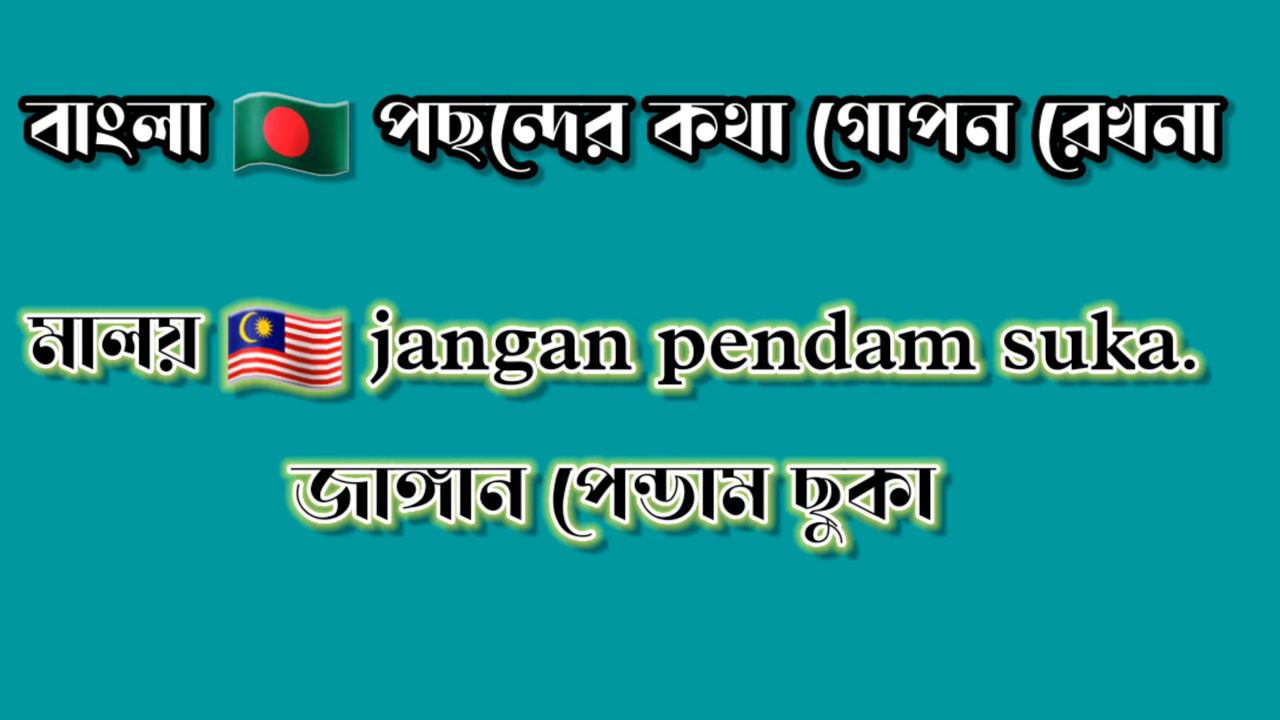 বাংলা 🇧🇩 পছন্দের কথা গোপন রেখনা
মালয় 🇲🇾 jangan pendam suka.
জাঙ্গান পেন্ডাম ছুকা